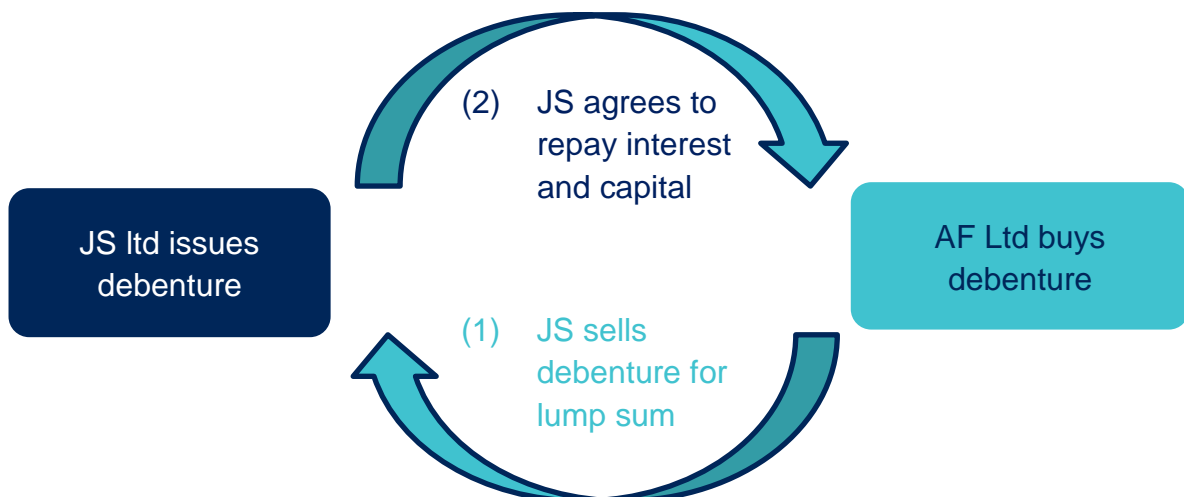 (2) JS agrees to
repay interest
and capital
JS ltd issues
debenture
AF Ltd buys
debenture
(1) JS sells
debenture for
lump sum